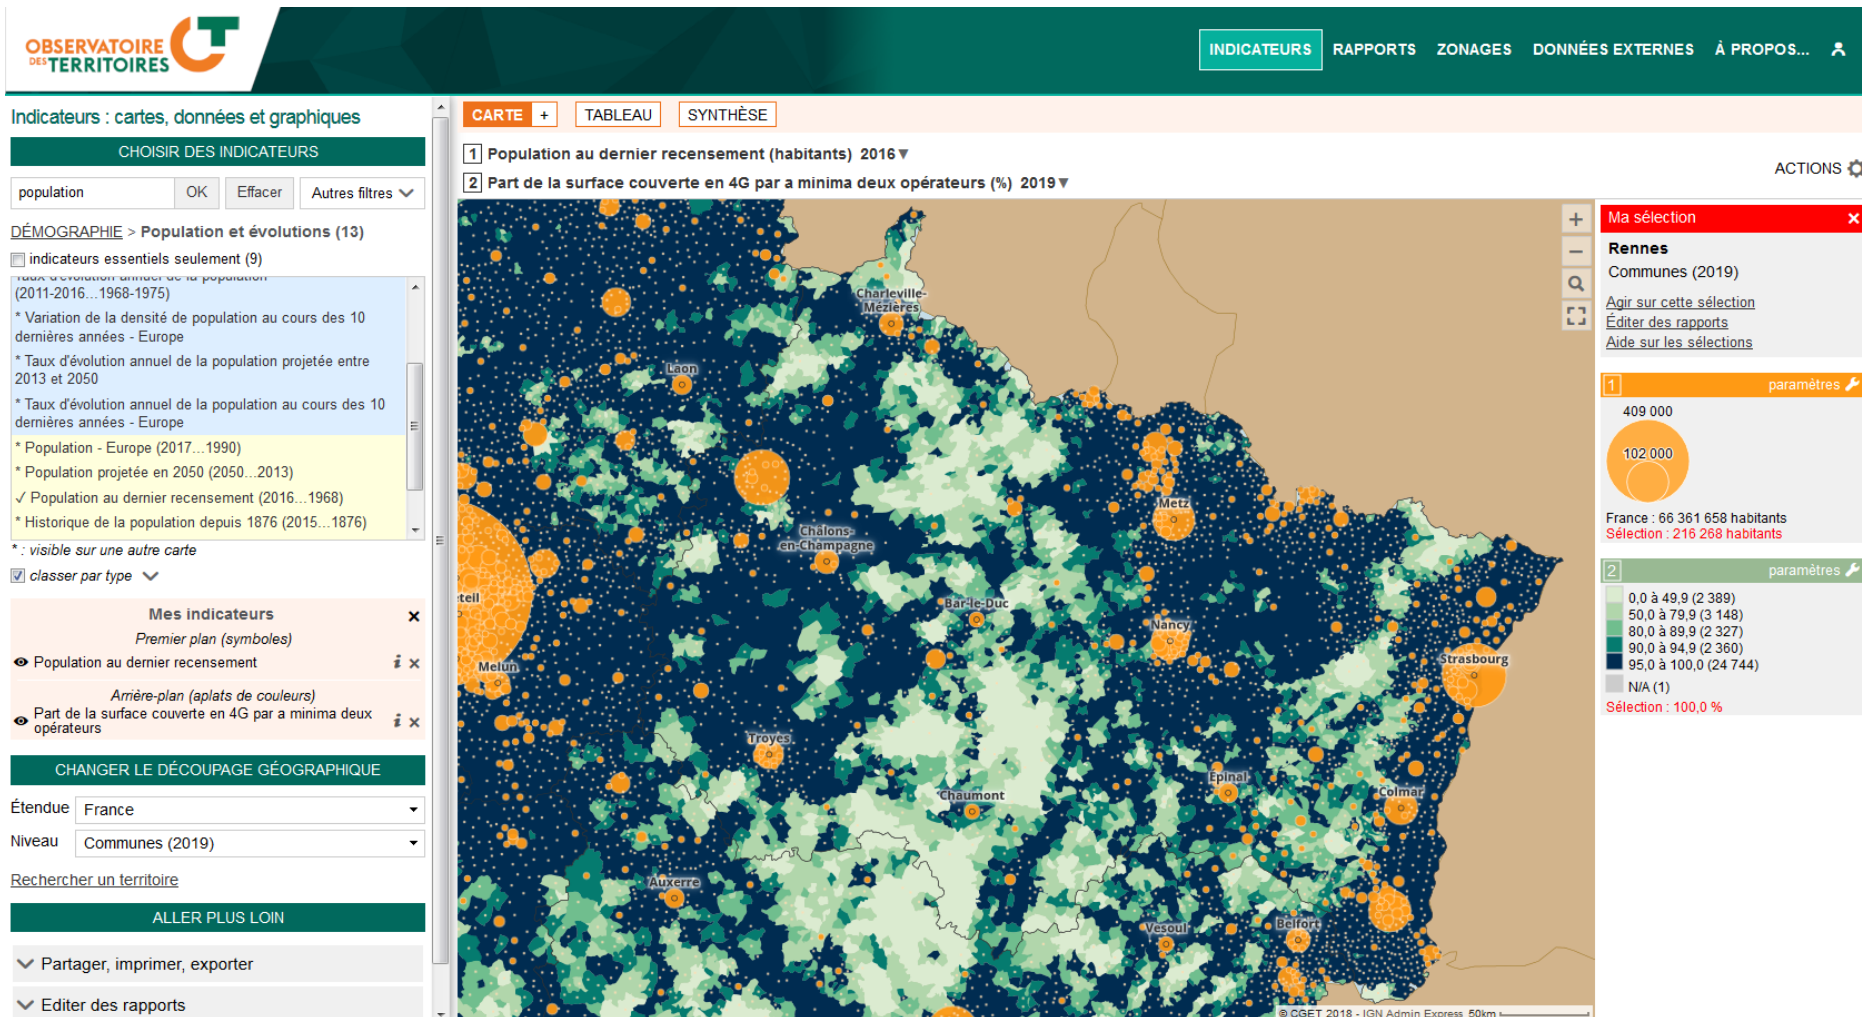 OBSERVATOIRE
DES TERRITOIRES
INDICATEURS
RAPPORTS
ZONAGES
DONNÉES EXTERNES
À PROPOS...
Indicateurs : cartes, données et graphiques
CHOISIR DES INDICATEURS
population
OK
Effacer
Autres filtres
DÉMOGRAPHIE > Population et évolutions (13)
indicateurs essentiels seulement (9)
Taux d'évolution annuel de la population
(2011-2016...1968-1975)
* Variation de la densité de population au cours des 10
dernières années - Europe
* Taux d'évolution annuel de la population projetée entre
2013 et 2050
* Taux d'évolution annuel de la population au cours des 10
dernières années - Europe
* Population - Europe (2017...1990)
* Population projetée en 2050 (2050...2013)
✓ Population au dernier recensement (2016...1968)
* Historique de la population depuis 1876 (2015...1876)
* : visible sur une autre carte
classer par type
Mes indicateurs
Premier plan (symboles)
Population au dernier recensement
Arrière-plan (aplats de couleurs)
Part de la surface couverte en 4G par a minima deux
opérateurs
CHANGER LE DÉCOUPAGE GÉOGRAPHIQUE
Étendue
France
Niveau
Communes (2019)
Rechercher un territoire
ALLER PLUS LOIN
Partager, imprimer, exporter
Editer des rapports
CARTE +
TABLEAU
SYNTHÈSE
1 Population au dernier recensement (habitants) 2016
2 Part de la surface couverte en 4G par a minima deux opérateurs (%) 2019
ACTIONS
Charleville-
Mézières
Laon
Metz
Châlons-
en-Champagne
teil
Bar-le-Duc
Nancy
Melun
Strasbourg
Troyes
Épinal
Chaumont
Colmar
Auxerre
Vesoul
Belfort
© CGET 2018 - IGN Admin Express 50km
Ma sélection
Rennes
Communes (2019)
Agir sur cette sélection
Éditer des rapports
Aide sur les sélections
1 paramètres
409 000
102 000
France : 66 361 658 habitants
Sélection : 216 268 habitants
2 paramètres
0,0 à 49,9 (2 389)
50,0 à 79,9 (3 148)
80,0 à 89,9 (2 327)
90,0 à 94,9 (2 360)
95,0 à 100,0 (24 744)
N/A (1)
Sélection : 100,0 %